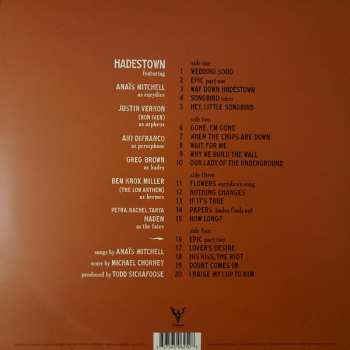 HADESTOWN
featuring
ANAÏS MITCHELL
as eurydice
JUSTIN VERNON
(BON IVER)
as orpheus
ANI DIFRANCO
as persephone
GREG BROWN
as hades
BEN KNOX MILLER
(THE LOW ANTHEM)
as hermes
PETRA, RACHEL, TANYA
HADEN
as the fates
songs by ANAÏS MITCHELL
score by MICHAEL CHORNEY
produced by TODD SICKAFOOSE
side one
1 WEDDING SONG
2 EPIC part one
3 WAY DOWN HADESTOWN
4 SONGBIRD intro
5 HEY, LITTLE SONGBIRD
side two
6 GONE, I'M GONE
7 WHEN THE CHIPS ARE DOWN
8 WAIT FOR ME
9 WHY WE BUILD THE WALL
10 OUR LADY OF THE UNDERGROUND
side three
11 FLOWERS eurydice's song
12 NOTHING CHANGES
13 IF IT'S TRUE
14 PAPERS hades finds out
15 HOW LONG?
side four
16 EPIC part two
17 LOVER'S DESIRE
18 HIS KISS, THE RIOT
19 DOUBT COMES IN
20 I RAISE MY CUP TO HIM